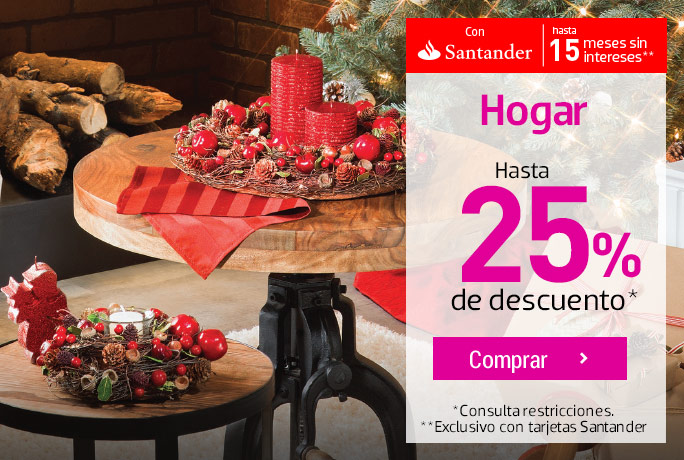 Con
Santander
hasta
15 meses sin
intereses**
Hogar
Hasta
25%
de descuento*
Comprar >
*Consulta restricciones.
**Exclusivo con tarjetas Santander